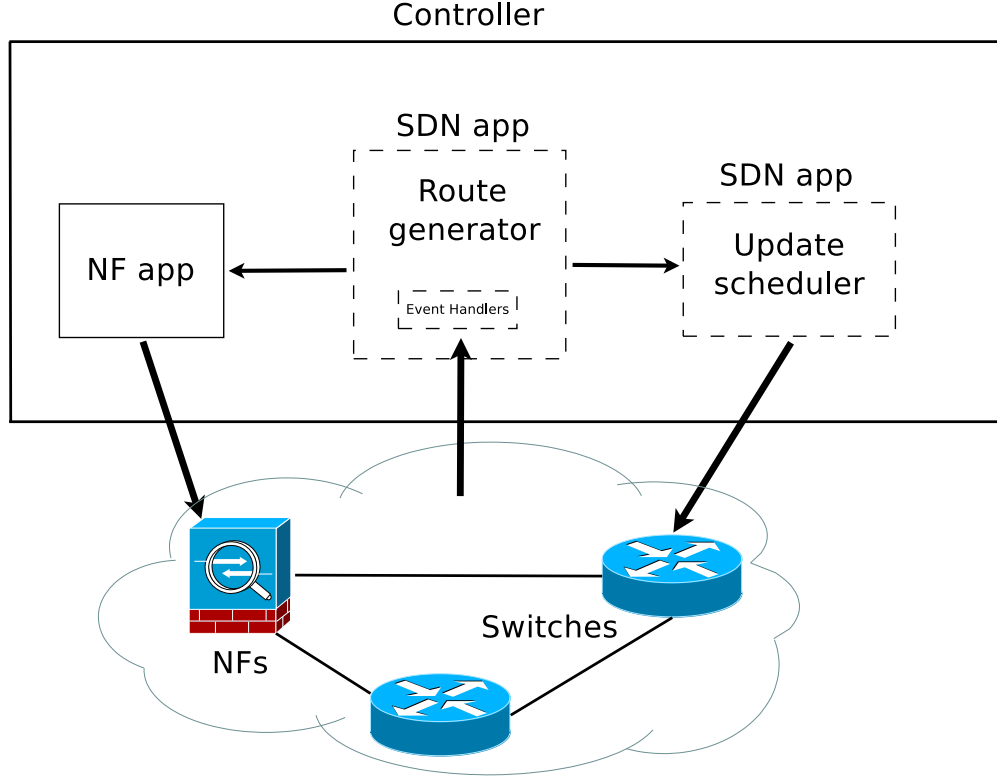 Controller
SDN app
Route
generator
Event Handlers
SDN app
Update
scheduler
NF app
Switches
NFs